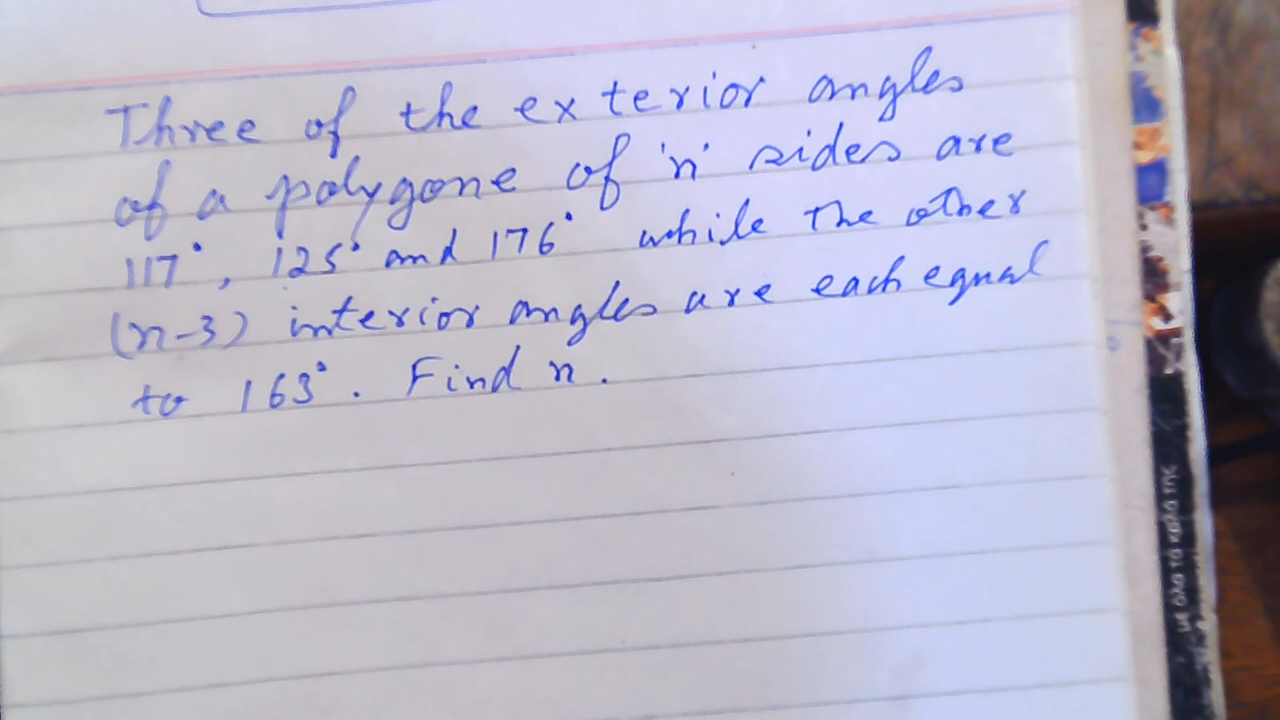 Three of the exterior angles
of a polygone of 'n' sides are
117°, 125° and 176° while the other
(n-3) interior angles are each equal
to 163°. Find n.